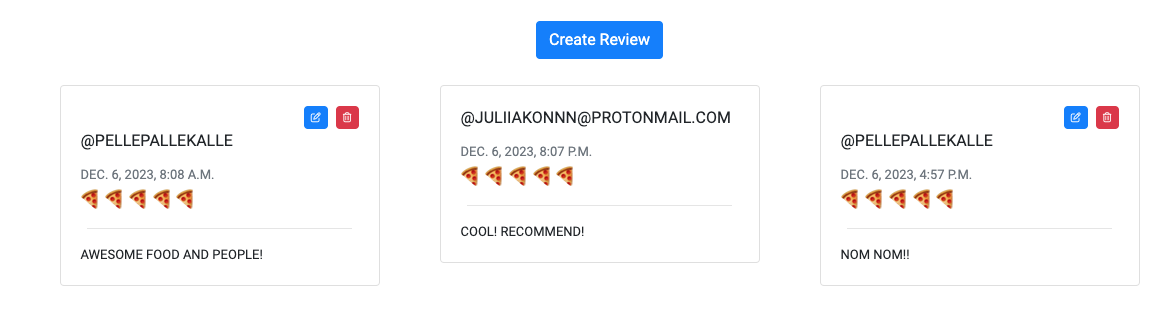 Create Review
@PELLEPALLEKALLE
DEC. 6, 2023, 8:08 A.M.
AWESOME FOOD AND PEOPLE!
@JULIIAKONNN@PROTONMAIL.COM
DEC. 6, 2023, 8:07 P.M.
COOL! RECOMMEND!
@PELLEPALLEKALLE
DEC. 6, 2023, 4:57 P.M.
NOM NOM!!